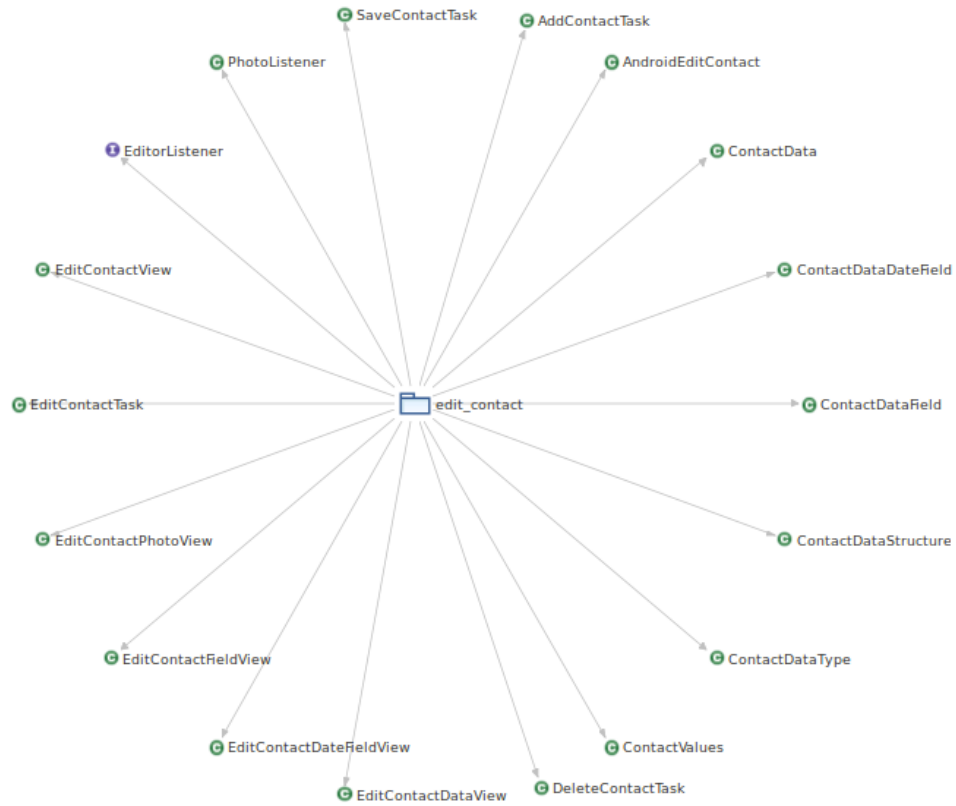 SaveContactTask
AddContactTask
PhotoListener
AndroidEditContact
EditorListener
ContactData
EditContactView
ContactDataDateField
EditContactTask
edit_contact
ContactDataField
EditContactPhotoView
ContactDataStructure
EditContactFieldView
ContactDataType
EditContactDateFieldView
ContactValues
EditContactDataView
DeleteContactTask